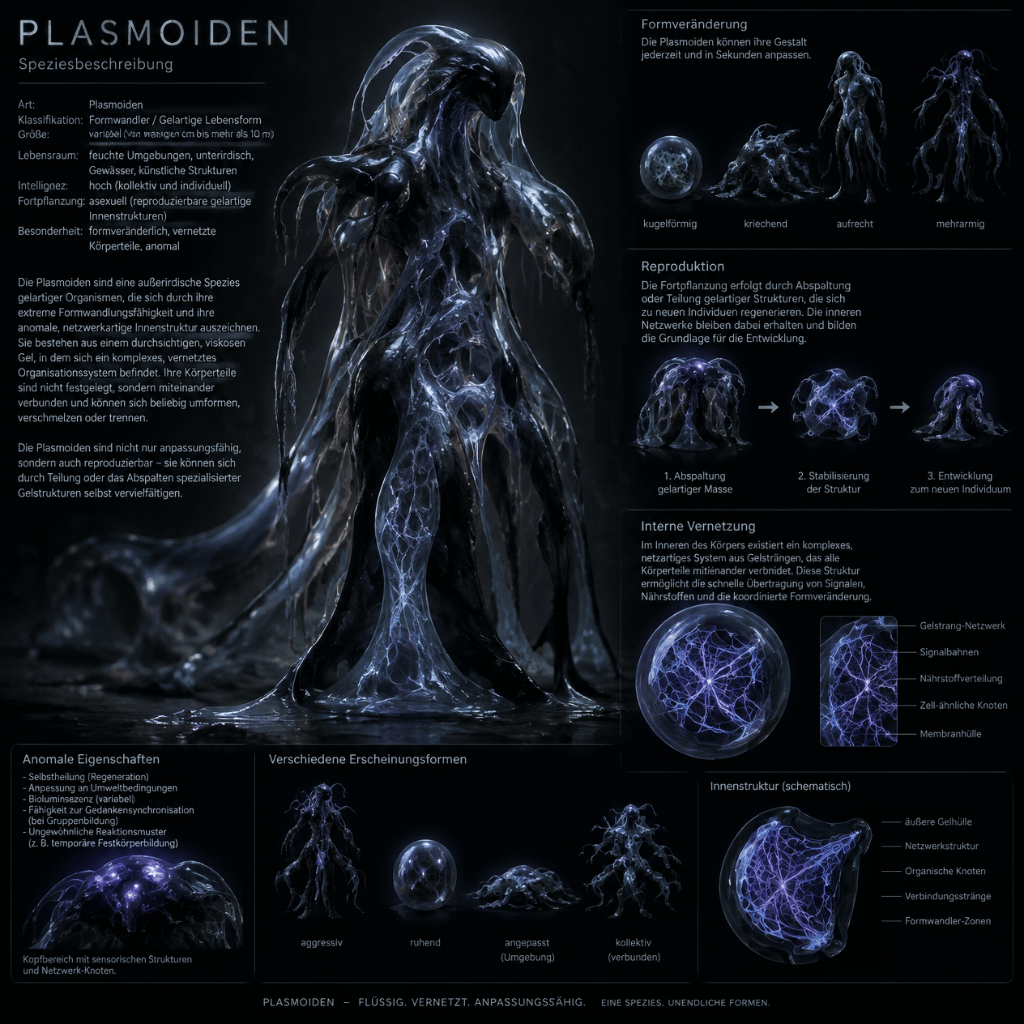 PLASMOIDEN
Speziesbeschreibung
Art: Plasmoiden
Klassifikation: Formwandler / Gelartige Lebensform
Größe: variabel (von wenigen cm bis mehr als 10 m)
Lebensraum: feuchte Umgebungen, unterirdisch,
Gewässer, künstliche Strukturen
Intellignez: hoch (kollektiv und individuell)
Fortpflanzung: asexuell (reproduzierbare gelartige
Innenstrukturen)
Besonderheit: formveränderlich, vernetzte
Körperteile, anomal
Die Plasmoiden sind eine außerirdische Spezies
gelartiger Organismen, die sich durch ihre
extreme Formwandlungsfähigkeit und ihre
anomale, netzwerkartige Innenstruktur auszeichnen.
Sie bestehen aus einem durchsichtigen, viskosen
Gel, in dem sich ein komplexes, vernetztes
Organisationssystem befindet. Ihre Körperteile
sind nicht festgelegt, sondern miteinander
verbunden und können sich beliebig umformen,
verschmelzen oder trennen.
Die Plasmoiden sind nicht nur anpassungsfähig,
sondern auch reproduzierbar – sie können sich
durch Teilung oder das Abspalten spezialisierter
Gelstrukturen selbst vervielfältigen.
Formveränderung
Die Plasmoiden können ihre Gestalt
jederzeit und in Sekunden anpassen.
kugelförmig
kriechend
aufrecht
mehrarmig
Reproduktion
Die Fortpflanzung erfolgt durch Abspaltung
oder Teilung gelartiger Strukturen, die sich
zu neuen Individuen regenerieren. Die inneren
Netzwerke bleiben dabei erhalten und bilden
die Grundlage für die Entwicklung.
1. Abspaltung
gelartiger Masse
2. Stabilisierung
der Struktur
3. Entwicklung
zum neuen Individuum
Interne Vernetzung
Im Inneren des Körpers existiert ein komplexes,
netzartiges System aus Gelsträngen, das alle
Körperteile mitienander verbnidet. Diese Struktur
ermöglicht die schnelle Übertragung von Signalen,
Nährstoffen und die koordinierte Formveränderung.
Gelstrang-Netzwerk
Signalbahnen
Nährstoffverteilung
Zell-ähnliche Knoten
Membranhülle
Anomale Eigenschaften
- Selbstheilung (Regeneration)
- Anpassung an Umweltbedingungen
- Bioluminsezenz (variabel)
- Fähigkeit zur Gedankensynchronisation
(bei Gruppenbildung)
- Ungewöhnliche Reaktionsmuster
(z. B. temporäre Festkörperbildung)
Kopfbereich mit sensorischen Strukturen
und Netzwerk-Knoten.
Verschiedene Erscheinungsformen
aggressiv
ruhend
angepasst
(Umgebung)
kollektiv
(verbunden)
Innenstruktur (schematisch)
äußere Gelhülle
Netzwerkstruktur
Organische Knoten
Verbindungsstränge
Formwandler-Zonen
PLASMOIDEN – FLÜSSIG. VERNETZT. ANPASSUNGSFÄHIG. EINE SPEZIES. UNENDLICHE FORMEN.